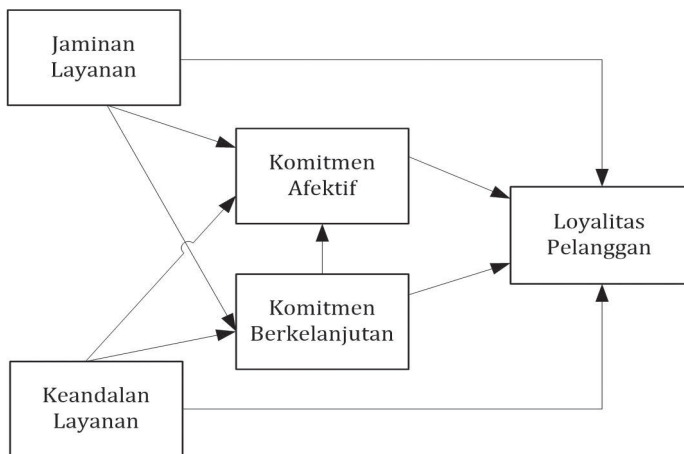 Jaminan
Layanan
Komitmen
Afektif
Loyalitas
Pelanggan
Komitmen
Berkelanjutan
Keandalan
Layanan